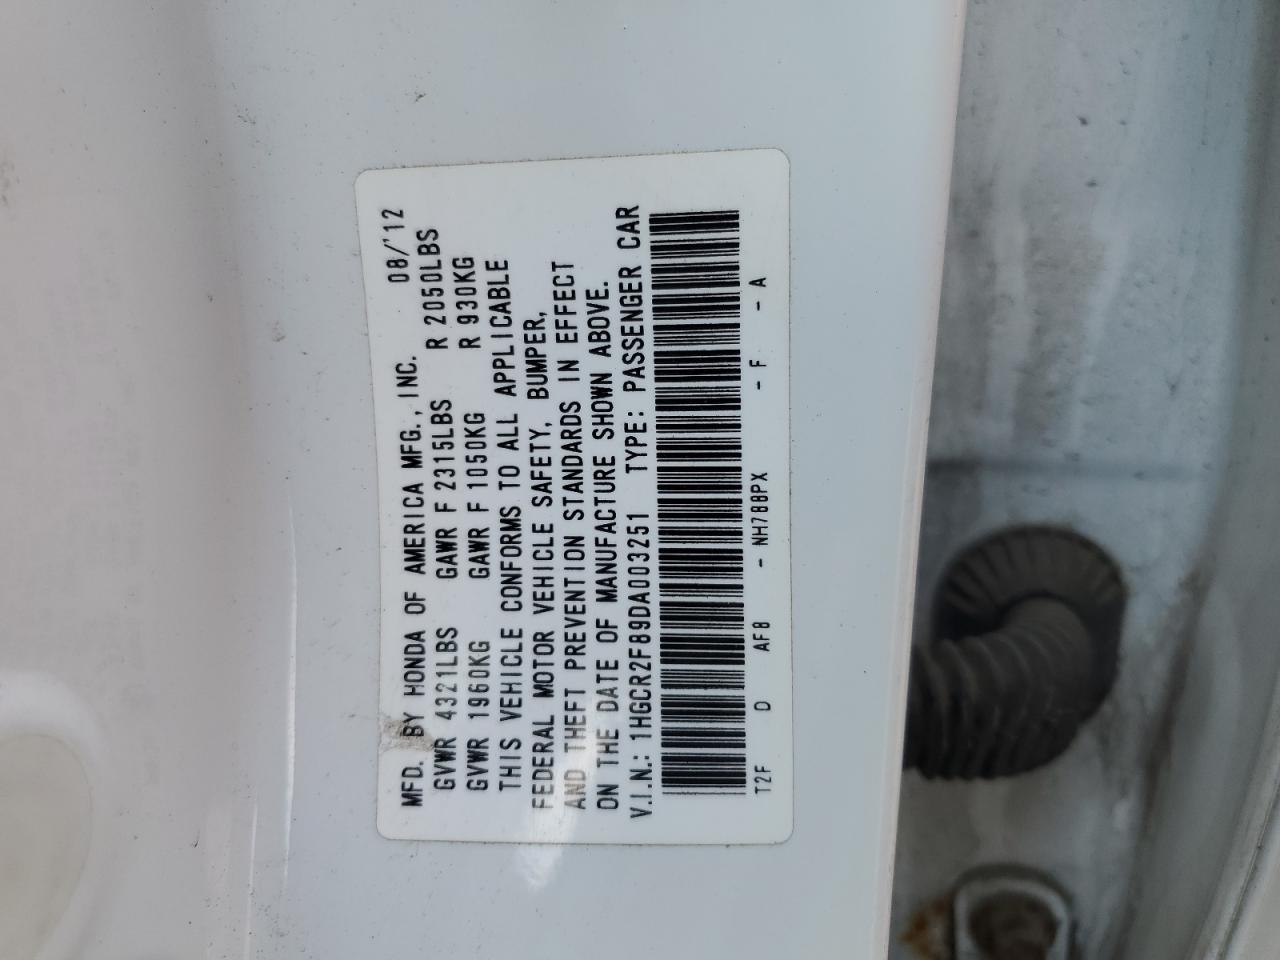 MFD. BY HONDA OF AMERICA MFG., INC. 08/'12
GVWR 4321LBS GAWR F 2315LBS R 2050LBS
GVWR 1960KG GAWR F 1050KG R 930KG
THIS VEHICLE CONFORMS TO ALL APPLICABLE
FEDERAL MOTOR VEHICLE SAFETY, BUMPER,
AND THEFT PREVENTION STANDARDS IN EFFECT
ON THE DATE OF MANUFACTURE SHOWN ABOVE.
V.I.N.: 1HGCR2F89DA003251 TYPE: PASSENGER CAR
T2F D AF8 - NH788PX - F - A